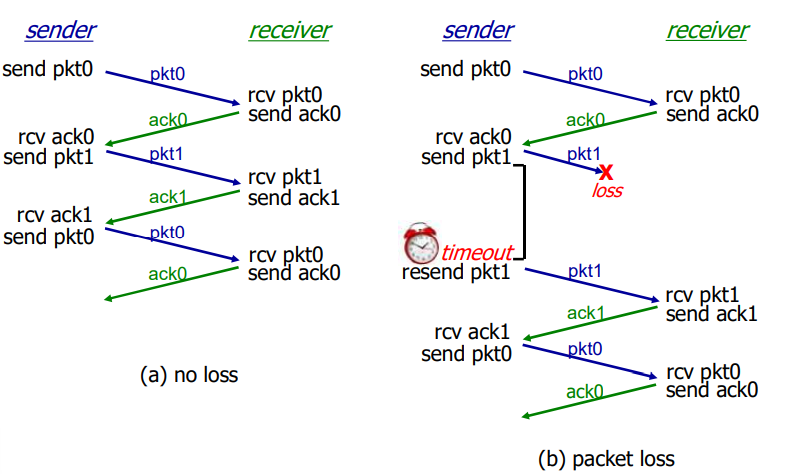 sender
receiver
send pkt0
pkt0
rcv pkt0
send ack0
ack0
rcv ack0
send pkt1
pkt1
rcv pkt1
send ack1
ack1
rcv ack1
send pkt0
pkt0
rcv pkt0
send ack0
ack0
(a) no loss
sender
receiver
send pkt0
pkt0
rcv pkt0
send ack0
ack0
rcv ack0
send pkt1
pkt1
X
loss
timeout
resend pkt1
pkt1
rcv pkt1
send ack1
ack1
rcv ack1
send pkt0
pkt0
rcv pkt0
send ack0
ack0
(b) packet loss